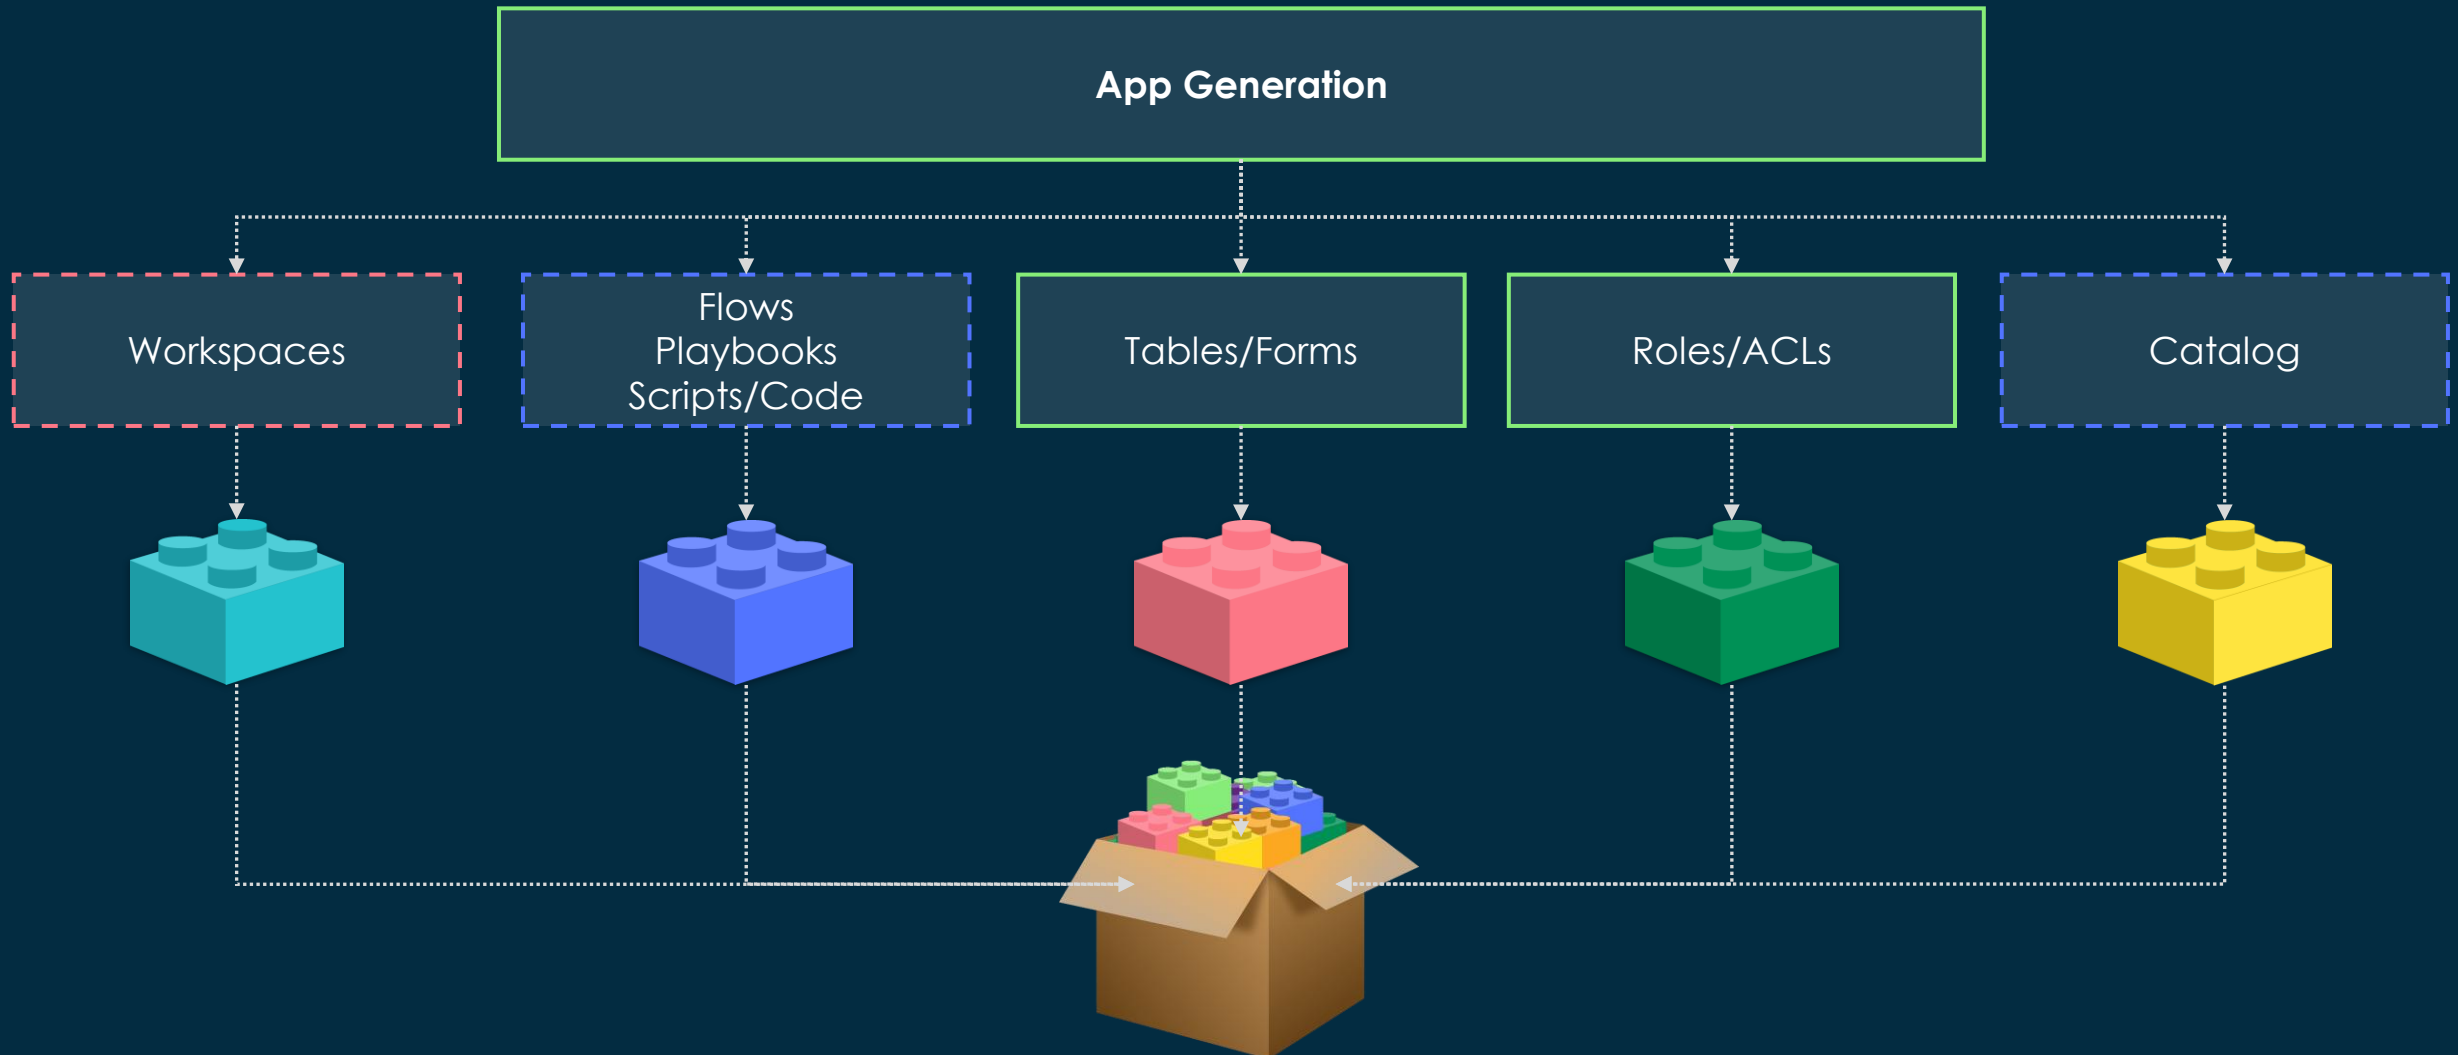 App Generation
Workspaces
Flows
Playbooks
Scripts/Code
Tables/Forms
Roles/ACLs
Catalog